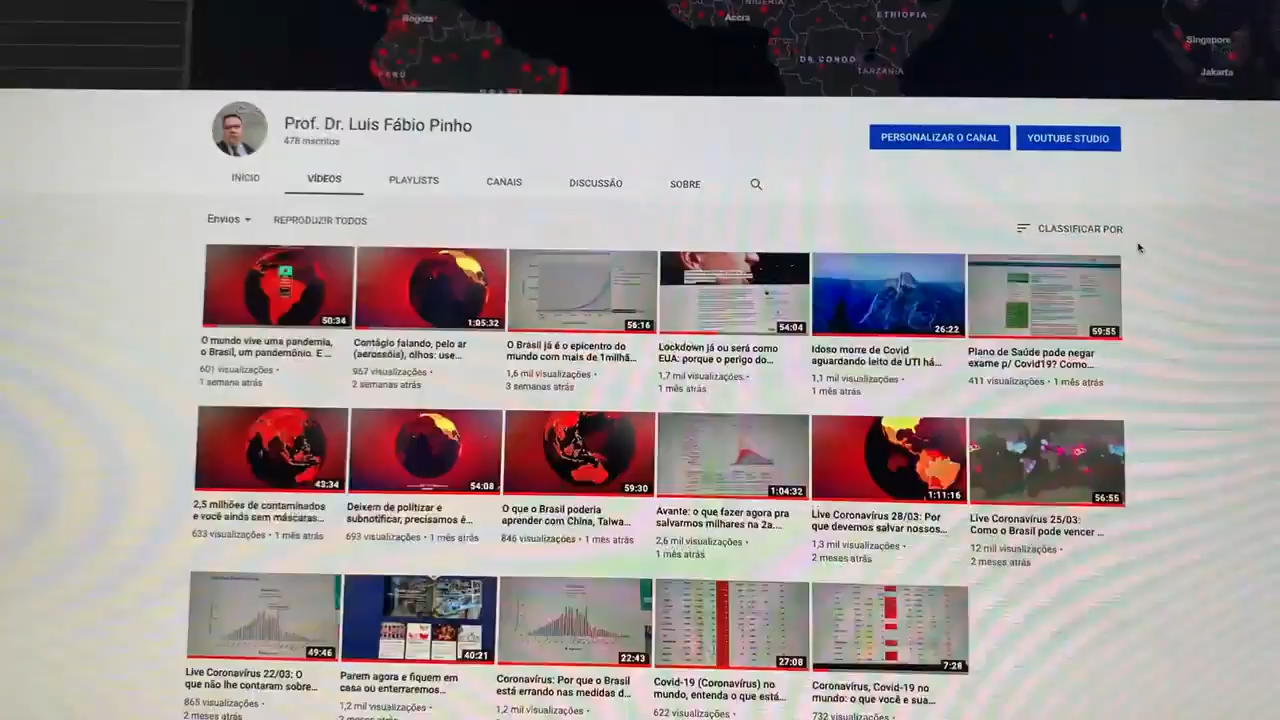 Bogota
PERU
NIGERIA
Accra
ETHIOPIA
DR CONGO
TANZANIA
Singapore
Jakarta
Prof. Dr. Luis Fábio Pinho
478 inscritos
PERSONALIZAR O CANAL
YOUTUBE STUDIO
INÍCIO
VÍDEOS
PLAYLISTS
CANAIS
DISCUSSÃO
SOBRE
Envios
REPRODUZIR TODOS
CLASSIFICAR POR
50:34
1:05:32
56:16
54:04
26:22
59:55
O mundo vive uma pandemia,
o Brasil, um pandemônio. E ...
601 visualizações •
1 semana atrás
Contágio falando, pelo ar
(aerossóis), olhos: use...
967 visualizações •
2 semanas atrás
O Brasil já é o epicentro do
mundo com mais de 1milhã...
1,6 mil visualizações •
3 semanas atrás
Lockdown já ou será como
EUA: porque o perigo do...
1,7 mil visualizações •
1 mês atrás
Idoso morre de Covid
aguardando leito de UTI há...
1,1 mil visualizações •
1 mês atrás
Plano de Saúde pode negar
exame p/ Covid19? Como...
411 visualizações • 1 mês atrás
43:34
54:08
59:30
1:04:32
1:11:16
56:55
2,5 milhões de contaminados
e você ainda sem máscaras...
633 visualizações • 1 mês atrás
Deixem de politizar e
subnotificar, precisamos é...
693 visualizações • 1 mês atrás
O que o Brasil poderia
aprender com China, Taiwa...
846 visualizações • 1 mês atrás
Avante: o que fazer agora pra
salvarmos milhares na 2a....
2,6 mil visualizações •
1 mês atrás
Live Coronavírus 28/03: Por
que devemos salvar nossos...
1,3 mil visualizações •
2 meses atrás
Live Coronavírus 25/03:
Como o Brasil pode vencer ...
12 mil visualizações •
2 meses atrás
49:46
40:21
22:43
27:08
7:28
Live Coronavírus 22/03: O
que não lhe contaram sobre...
865 visualizações •
2 meses atrás
Parem agora e fiquem em
casa ou enterraremos...
1,2 mil visualizações •
2 meses atrás
Coronavírus: Por que o Brasil
está errando nas medidas d...
1,2 mil visualizações •
Covid-19 (Coronavírus) no
mundo, entenda o que está...
622 visualizações •
Coronavírus, Covid-19 no
mundo: o que você e sua...
732 visualizações •